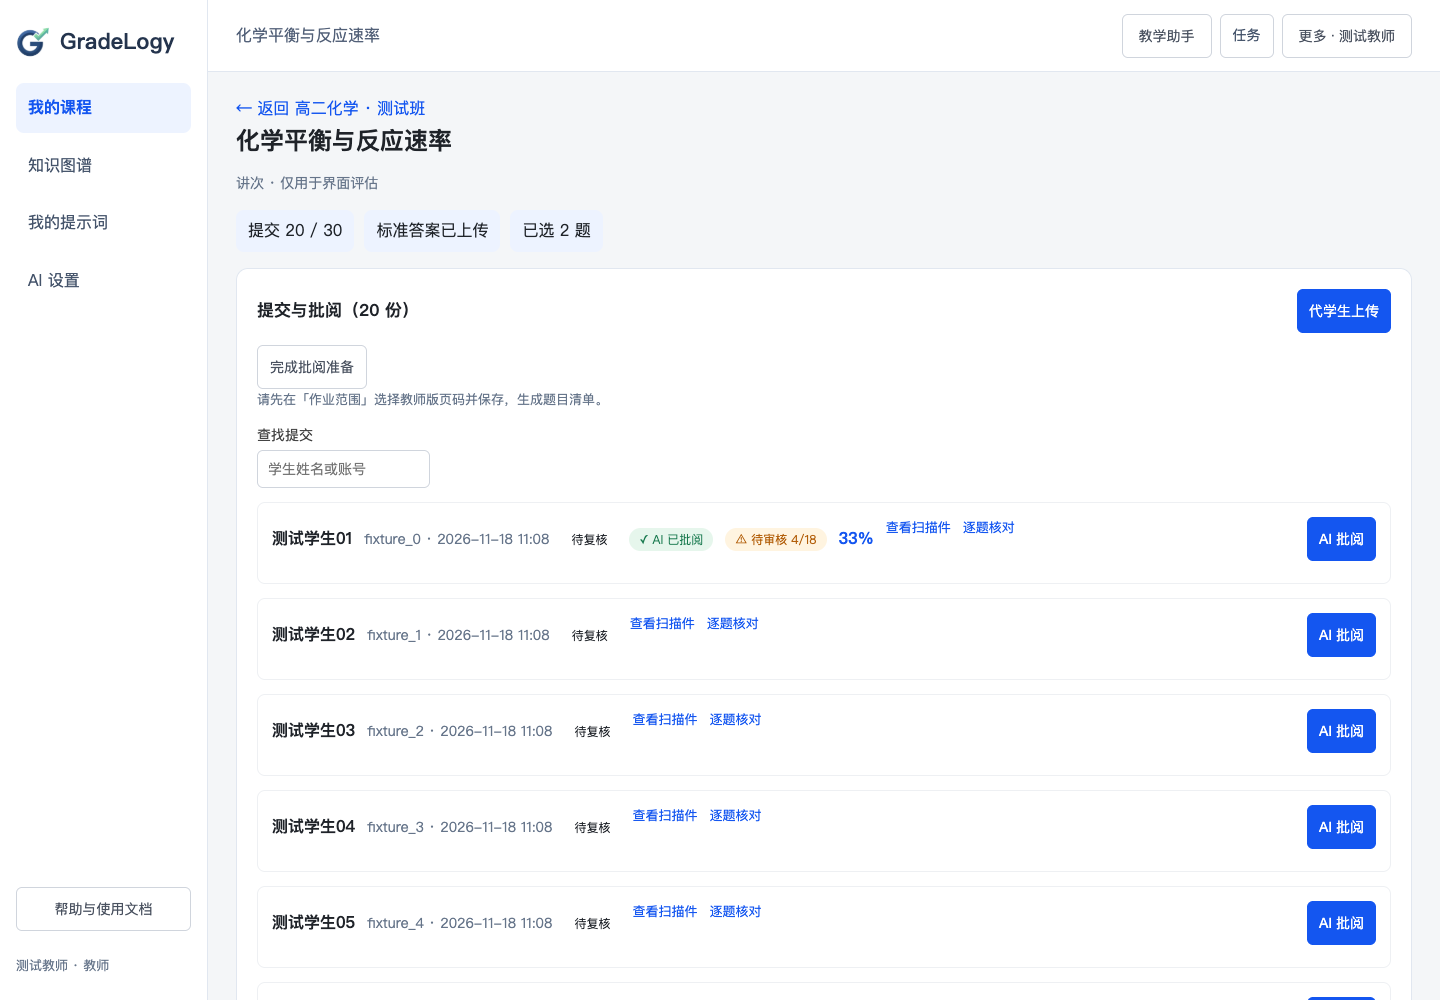 GradeLogy
我的课程
知识图谱
我的提示词
AI 设置
帮助与使用文档
测试教师 · 教师
化学平衡与反应速率
教学助手
任务
更多 · 测试教师
← 返回 高二化学 · 测试班
化学平衡与反应速率
讲次 · 仅用于界面评估
提交 20 / 30
标准答案已上传
已选 2 题
提交与批阅（20 份）
代学生上传
完成批阅准备
请先在「作业范围」选择教师版页码并保存，生成题目清单。
查找提交
学生姓名或账号
测试学生01 fixture_0 · 2026-11-18 11:08 待复核 ✓ AI 已批阅 ⚠ 待审核 4/18 33% 查看扫描件 逐题核对 AI 批阅
测试学生02 fixture_1 · 2026-11-18 11:08 待复核 查看扫描件 逐题核对 AI 批阅
测试学生03 fixture_2 · 2026-11-18 11:08 待复核 查看扫描件 逐题核对 AI 批阅
测试学生04 fixture_3 · 2026-11-18 11:08 待复核 查看扫描件 逐题核对 AI 批阅
测试学生05 fixture_4 · 2026-11-18 11:08 待复核 查看扫描件 逐题核对 AI 批阅